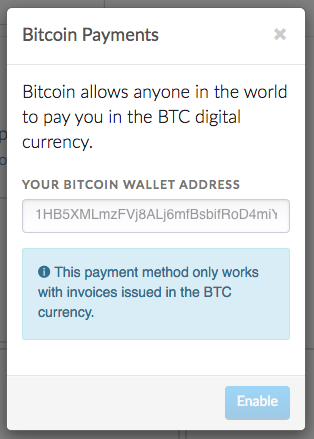 Bitcoin Payments ×
Bitcoin allows anyone in the world
to pay you in the BTC digital
currency.
YOUR BITCOIN WALLET ADDRESS
1HB5XMLmzFVj8ALj6mfBsbifRoD4miY
This payment method only works
with invoices issued in the BTC
currency.
Enable